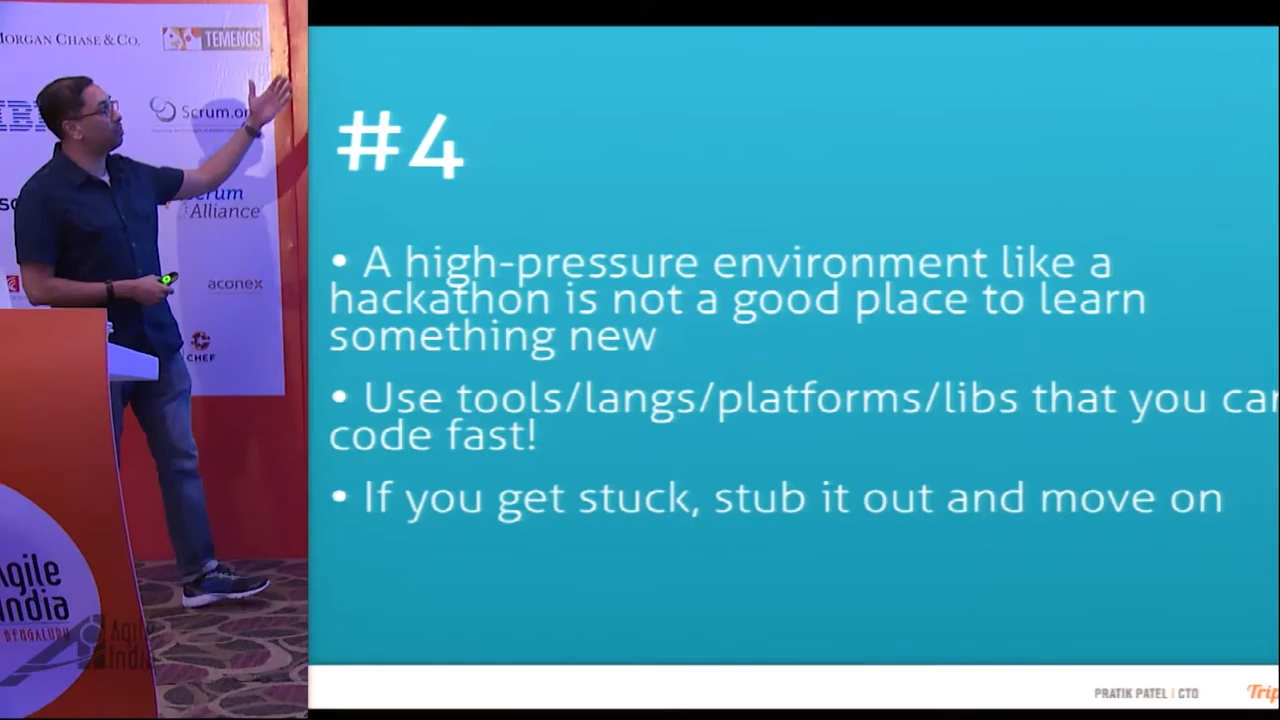 MORGAN CHASE & CO.
TEMENOS
IBM
Scrum.or
Scrum
Alliance
aconex
CHEF
Agile
India
BENGALURU
Agile
India
#4
• A high-pressure environment like a
hackathon is not a good place to learn
something new
• Use tools/langs/platforms/libs that you can
code fast!
• If you get stuck, stub it out and move on
PRATIK PATEL | CTO
Trip